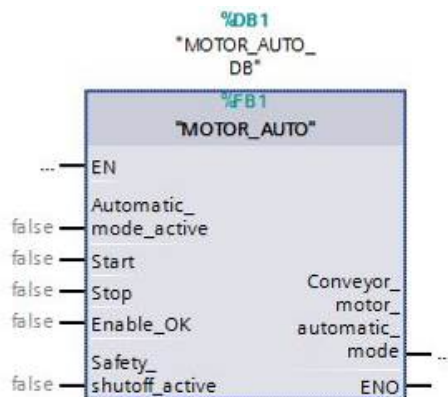 %DB1
"MOTOR_AUTO_
DB"
%FB1
"MOTOR_AUTO"
... EN
Automatic_
false mode_active
false Start
false Stop
false Enable_OK
Safety_
false shutoff_active
Conveyor_
motor_
automatic_
mode ...
ENO